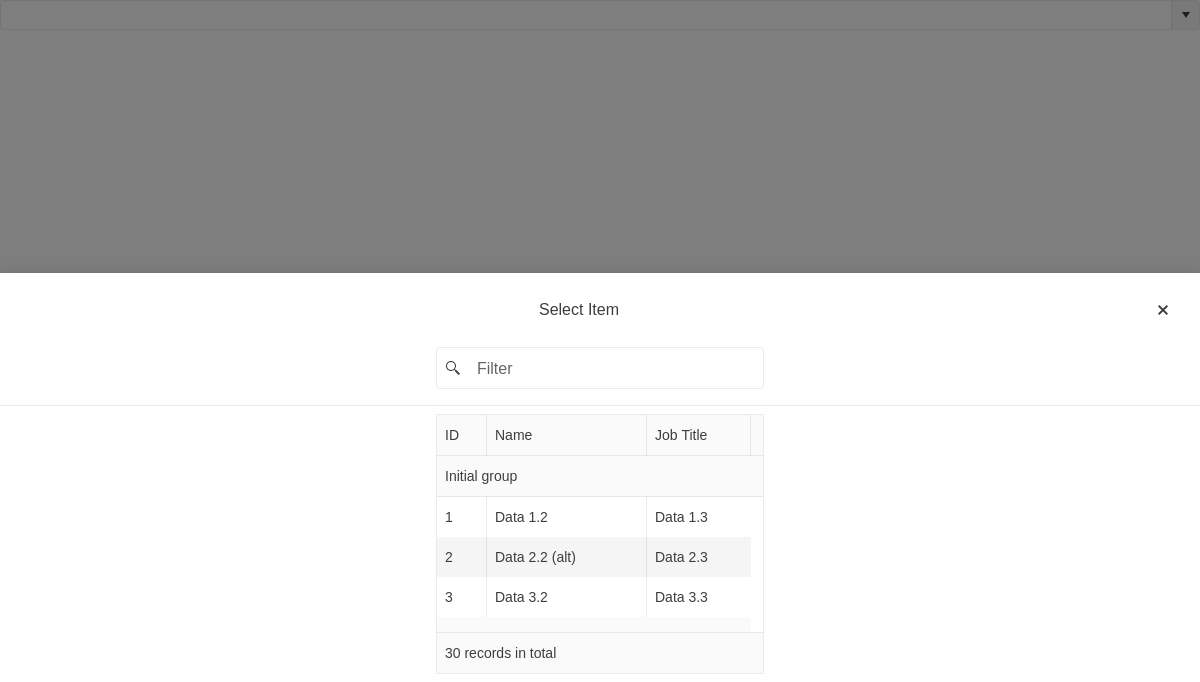 Select Item
Filter
ID Name Job Title
Initial group
1 Data 1.2 Data 1.3
2 Data 2.2 (alt) Data 2.3
3 Data 3.2 Data 3.3
30 records in total